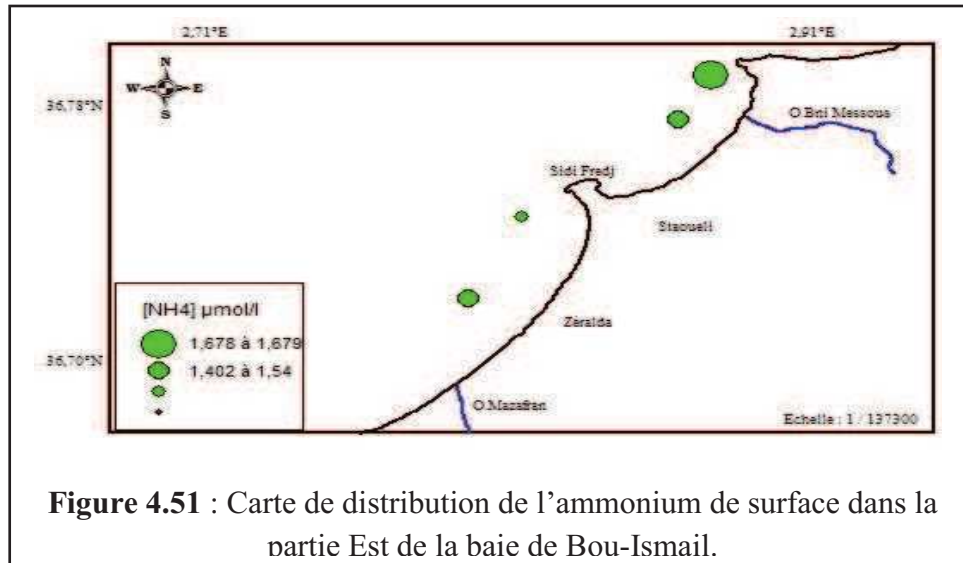 2,71°E 2,91°E
N
W E
S
36,78°N
O.Bni Messous
Sidi Fredj
Staoueli
[NH4] µmol/l
1,678 à 1,679
1,402 à 1,54
Zéralda
36,70°N
O.Mazafran
Echelle : 1 / 137300
Figure 4.51 : Carte de distribution de l’ammonium de surface dans la
partie Est de la baie de Bou-Ismail.